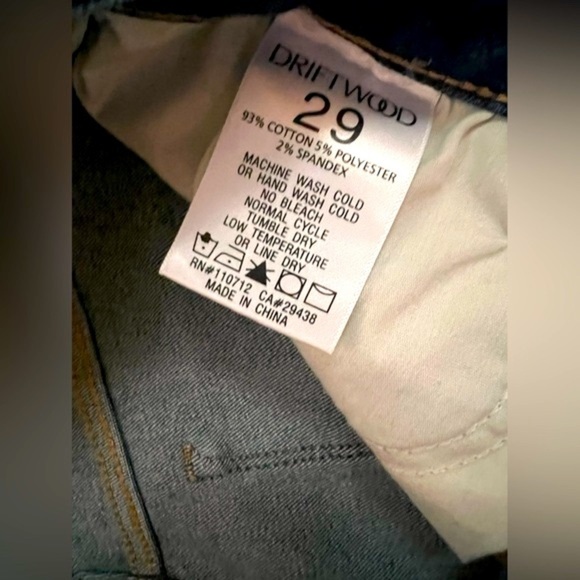 DRIFTWOOD
29
93% COTTON 5% POLYESTER
2% SPANDEX
MACHINE WASH COLD
OR HAND WASH COLD
NO BLEACH
NORMAL CYCLE
TUMBLE DRY
LOW TEMPERATURE
OR LINE DRY
RN#110712 CA#29438
MADE IN CHINA